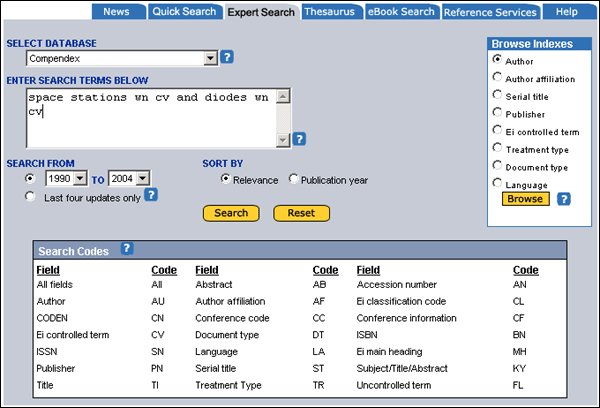 News Quick Search Expert Search Thesaurus eBook Search Reference Services Help
SELECT DATABASE
Compendex ?
ENTER SEARCH TERMS BELOW
space stations wn cv and diodes wn
cv
?
SEARCH FROM
1990 TO 2004
Last four updates only ?
SORT BY
Relevance Publication year
Search Reset
Browse Indexes
Author
Author affiliation
Serial title
Publisher
Ei controlled term
Treatment type
Document type
Language
Browse ?
Search Codes ?
Field Code Field Code Field Code
All fields All Abstract AB Accession number AN
Author AU Author affiliation AF Ei classification code CL
CODEN CN Conference code CC Conference information CF
Ei controlled term CV Document type DT ISBN BN
ISSN SN Language LA Ei main heading MH
Publisher PN Serial title ST Subject/Title/Abstract KY
Title TI Treatment Type TR Uncontrolled term FL